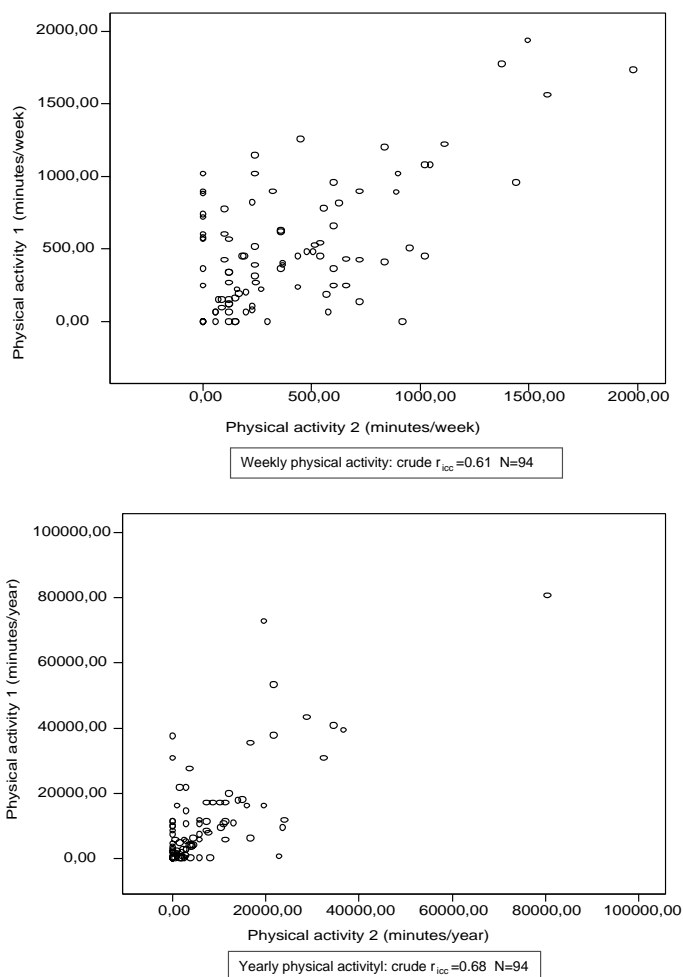 2000,00
1500,00
1000,00
500,00
0,00
Physical activity 1 (minutes/week)
0,00 500,00 1000,00 1500,00 2000,00
Physical activity 2 (minutes/week)
Weekly physical activity: crude r_icc=0.61 N=94
100000,00
80000,00
60000,00
40000,00
20000,00
0,00
Physical activity 1 (minutes/year)
0,00 20000,00 40000,00 60000,00 80000,00 100000,00
Physical activity 2 (minutes/year)
Yearly physical activityl: crude r_icc=0.68 N=94